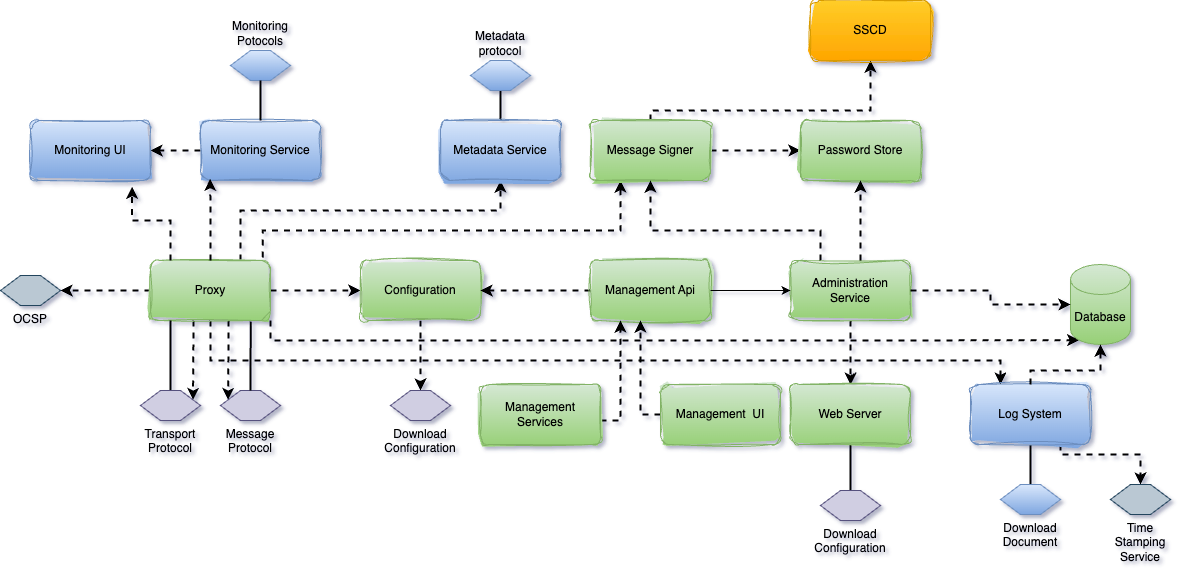 SSCD
Monitoring
Potocols
Metadata
protocol
Monitoring UI
Monitoring Service
Metadata Service
Message Signer
Password Store
OCSP
Proxy
Configuration
Management Api
Administration
Service
Database
Transport
Protocol
Message
Protocol
Download
Configuration
Management
Services
Management  UI
Web Server
Log System
Download
Configuration
Download
Document
Time
Stamping
Service